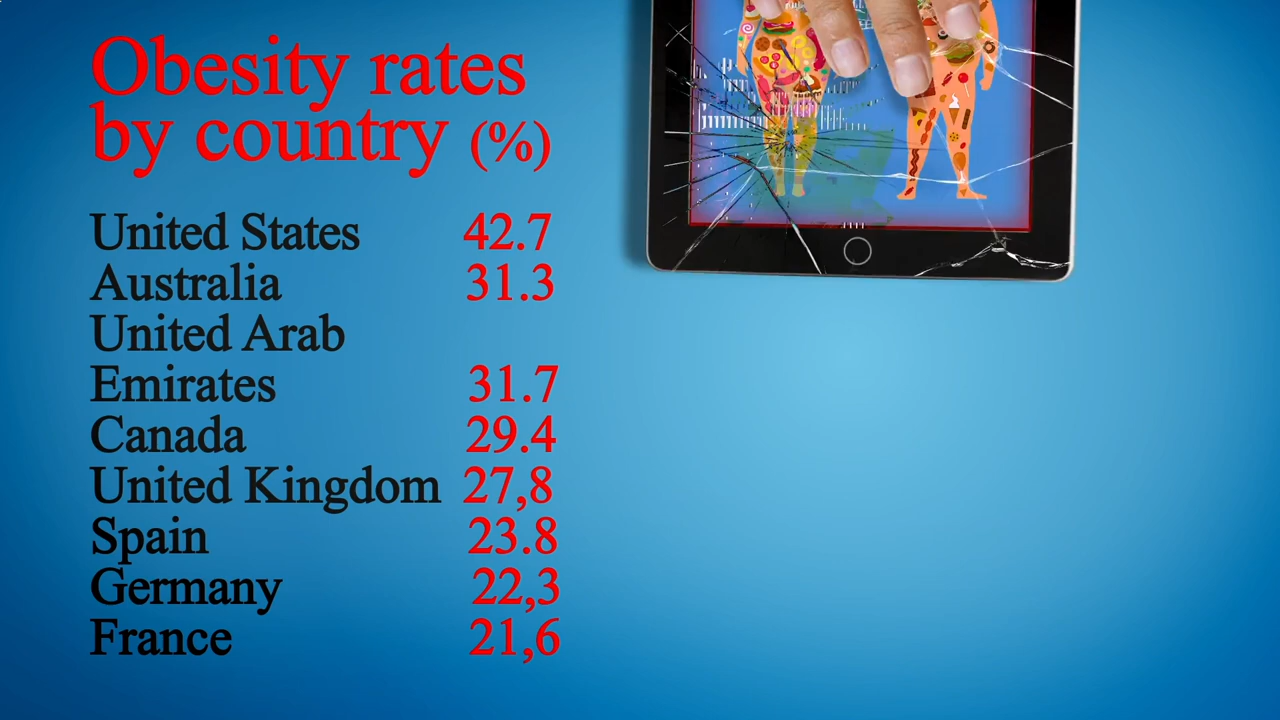 Obesity rates
by country (%)
United States 42.7
Australia 31.3
United Arab
Emirates 31.7
Canada 29.4
United Kingdom 27,8
Spain 23.8
Germany 22,3
France 21,6